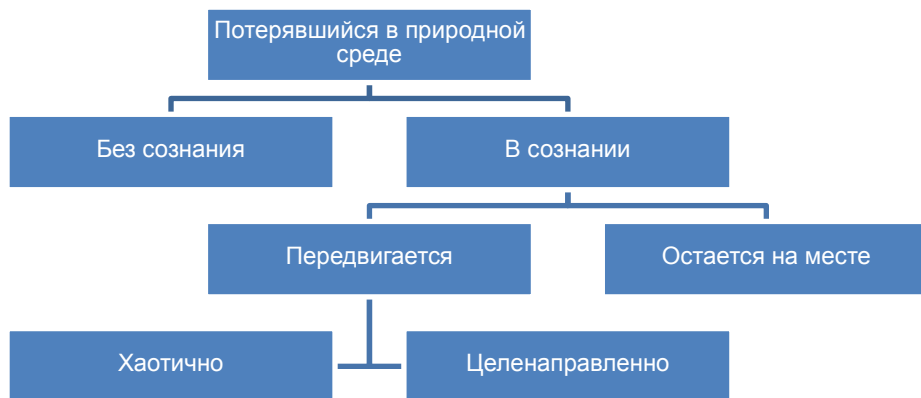 Потерявшийся в природной
среде
Без сознания
В сознании
Передвигается
Остается на месте
Хаотично
Целенаправленно